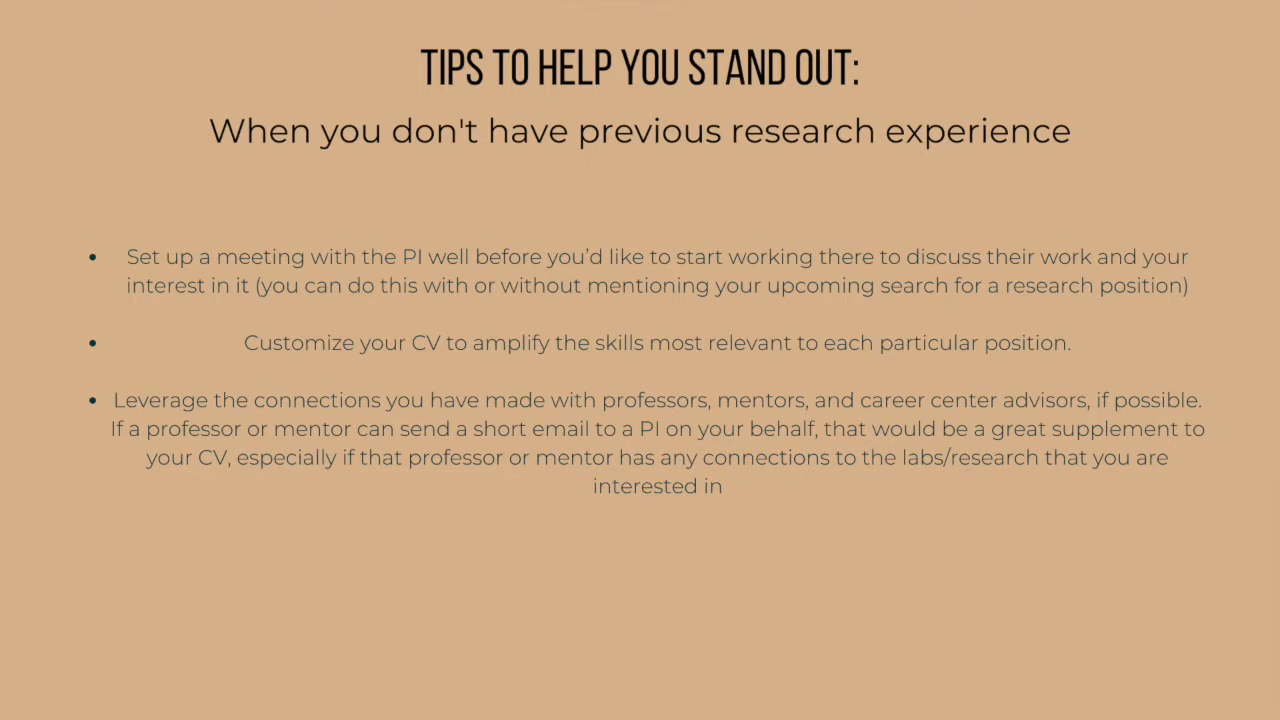 TIPS TO HELP YOU STAND OUT:
When you don't have previous research experience
• Set up a meeting with the PI well before you’d like to start working there to discuss their work and your
interest in it (you can do this with or without mentioning your upcoming search for a research position)
• Customize your CV to amplify the skills most relevant to each particular position.
• Leverage the connections you have made with professors, mentors, and career center advisors, if possible.
If a professor or mentor can send a short email to a PI on your behalf, that would be a great supplement to
your CV, especially if that professor or mentor has any connections to the labs/research that you are
interested in